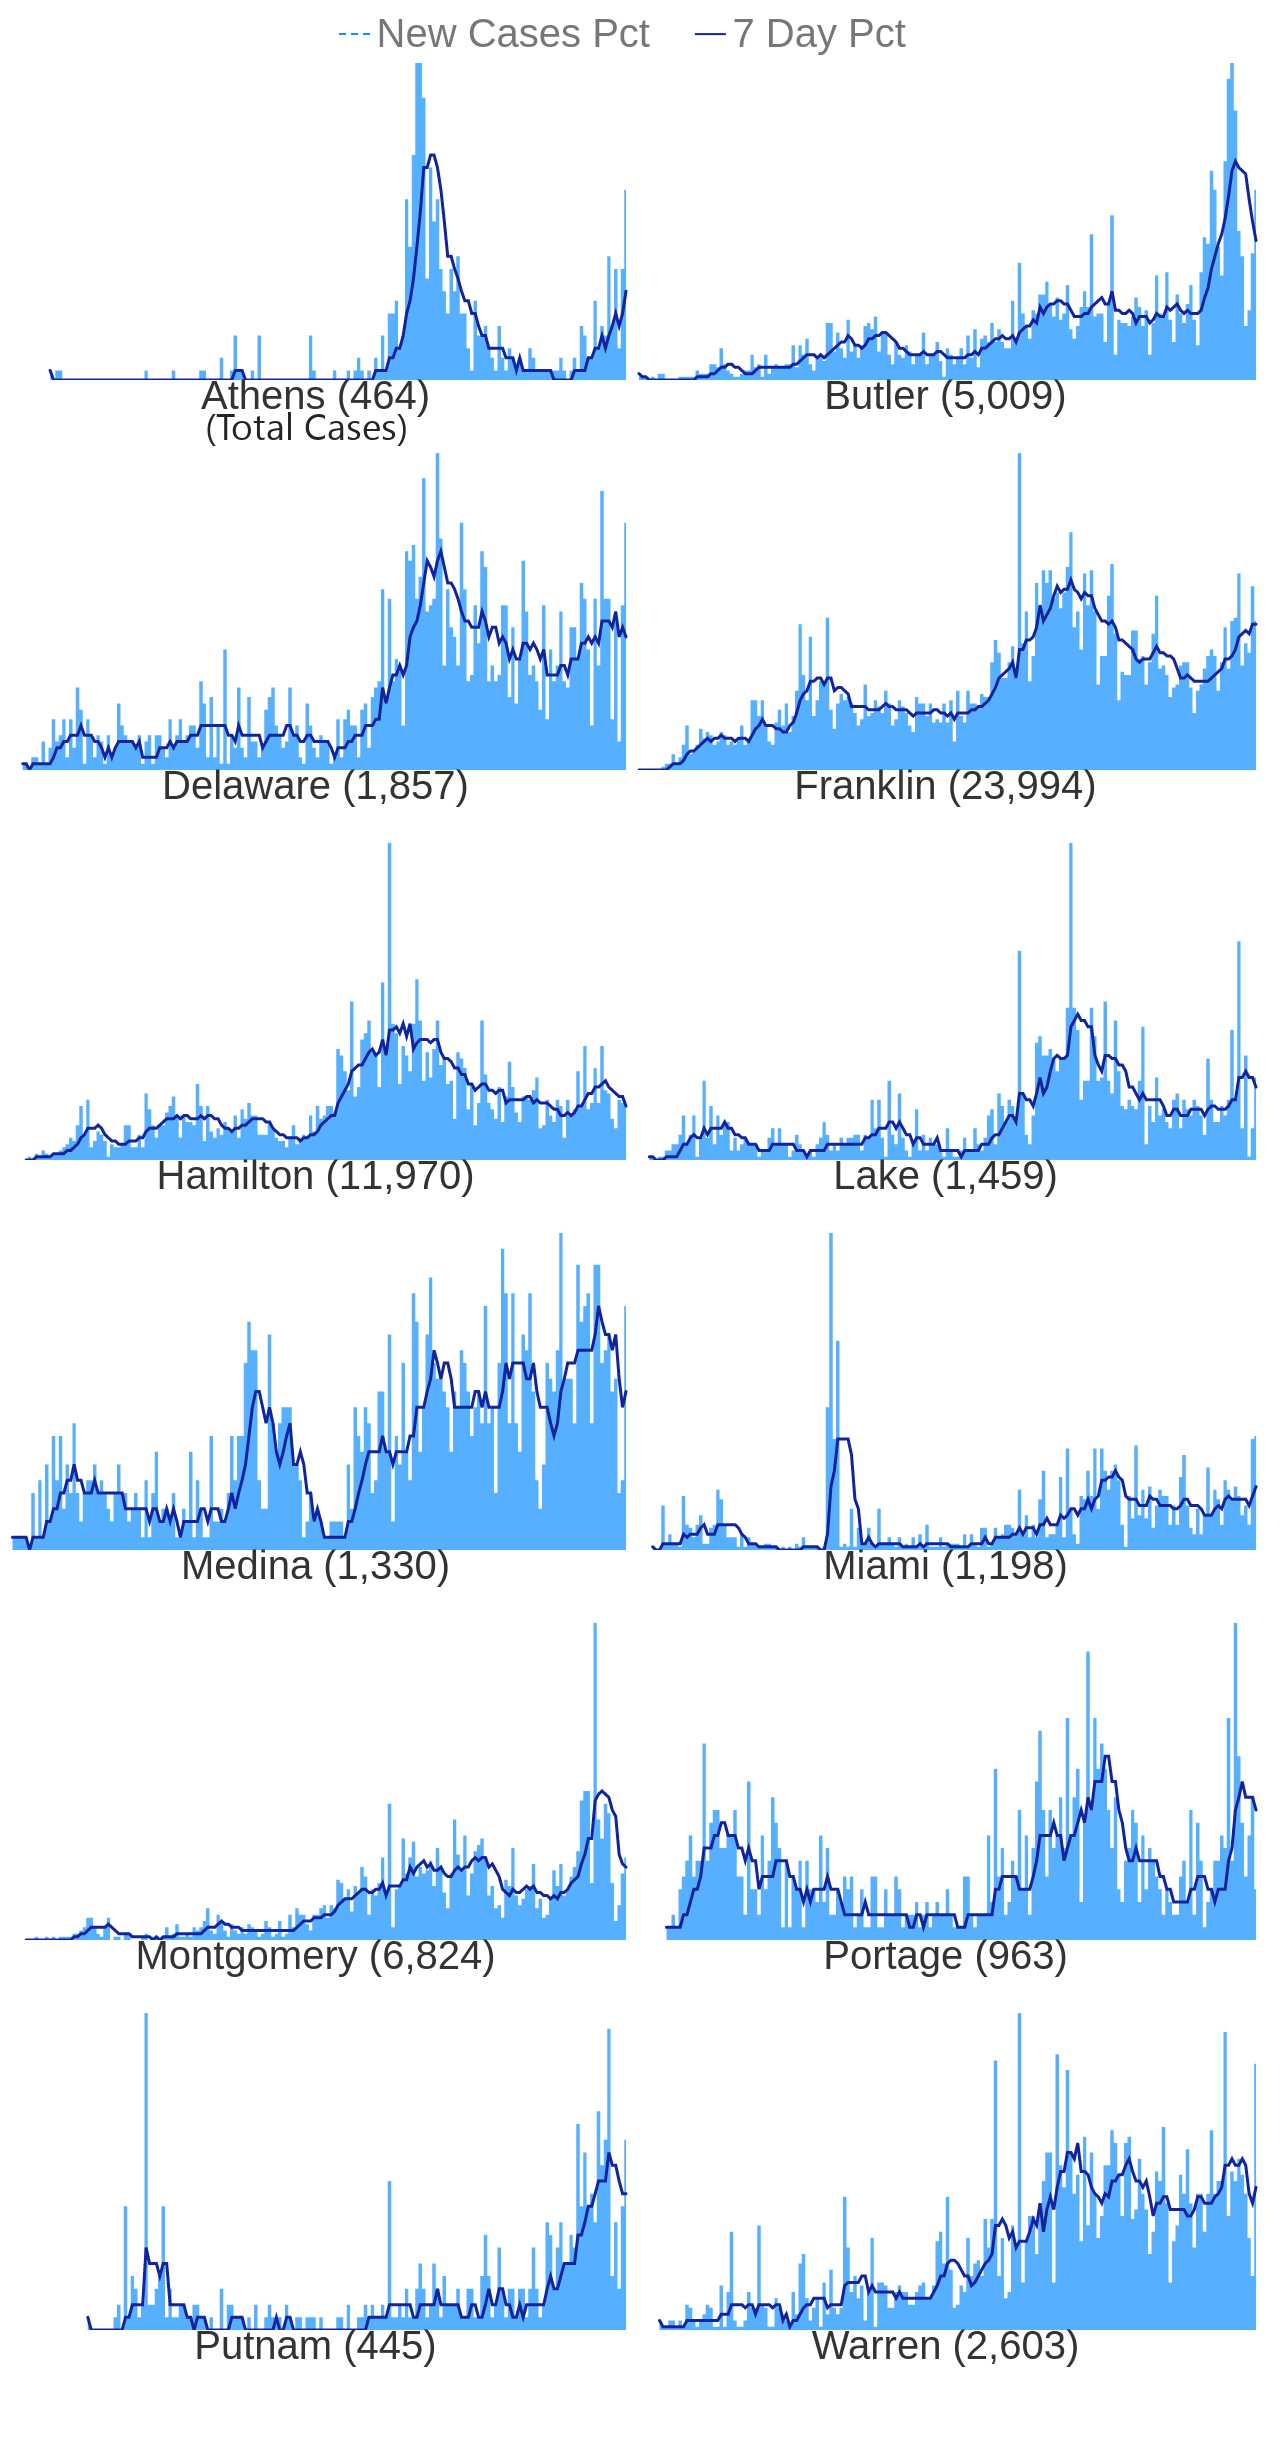 New Cases Pct 7 Day Pct
Athens (464) Butler (5,009)
(Total Cases)
Delaware (1,857) Franklin (23,994)
Hamilton (11,970) Lake (1,459)
Medina (1,330) Miami (1,198)
Montgomery (6,824) Portage (963)
Putnam (445) Warren (2,603)